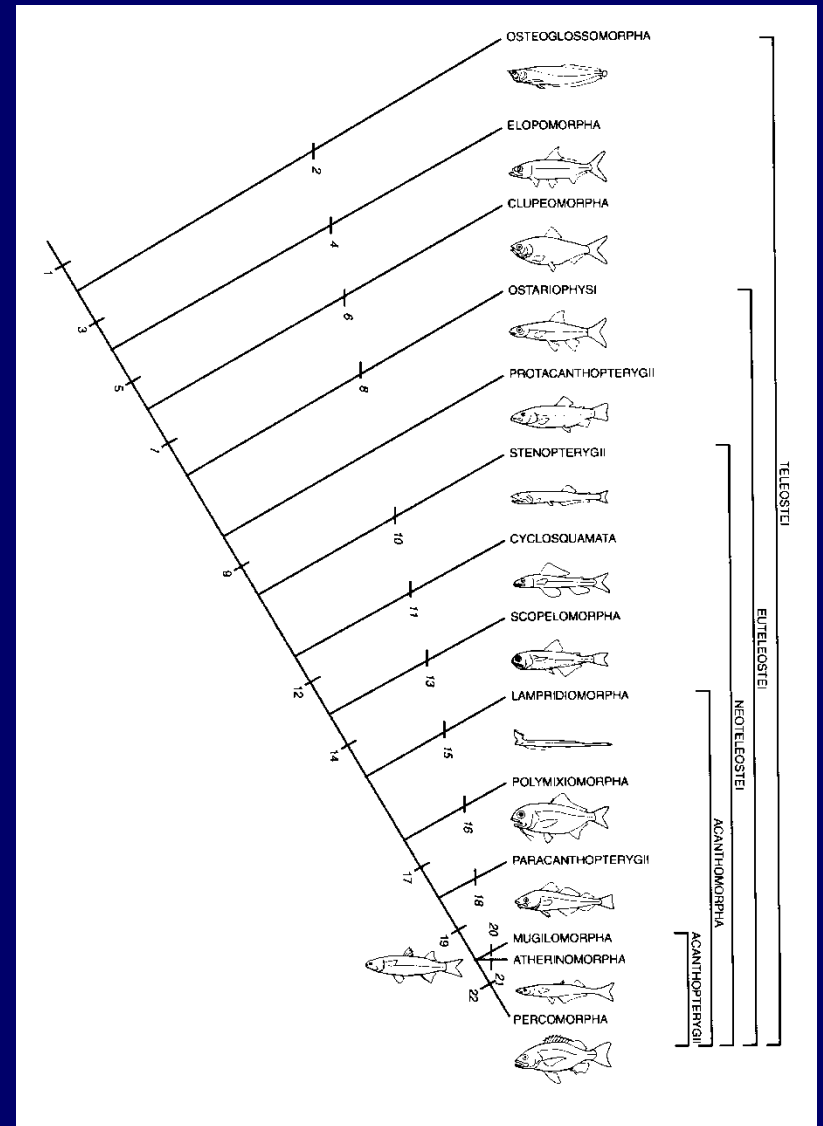 OSTEOGLOSSOMORPHA
2
ELOPOMORPHA
4
CLUPEOMORPHA
6
OSTARIOPHYSI
8
PROTACANTHOPTERYGII
STENOPTERYGII
10
CYCLOSQUAMATA
11
SCOPELOMORPHA
13
LAMPRIDIOMORPHA
15
POLYMIXIOMORPHA
16
PARACANTHOPTERYGII
18
MUGILOMORPHA
20
ATHERINOMORPHA
21
PERCOMORPHA
22
1
3
5
7
9
12
14
17
19
TELEOSTEI
EUTELEOSTEI
NEOTELEOSTEI
ACANTHOMORPHA
ACANTHOPTERYGII